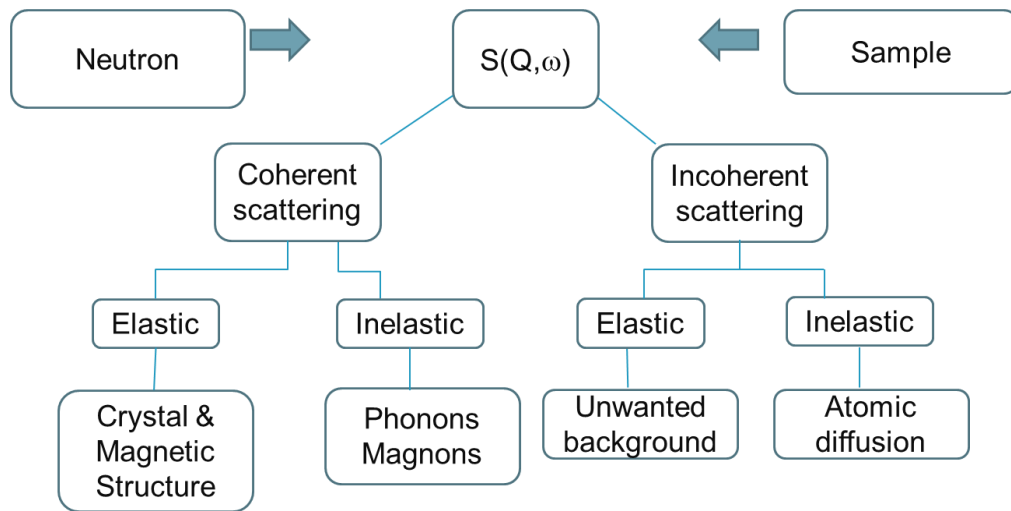 Neutron
S(Q,ω)
Sample
Coherent
scattering
Incoherent
scattering
Elastic
Inelastic
Elastic
Inelastic
Crystal &
Magnetic
Structure
Phonons
Magnons
Unwanted
background
Atomic
diffusion